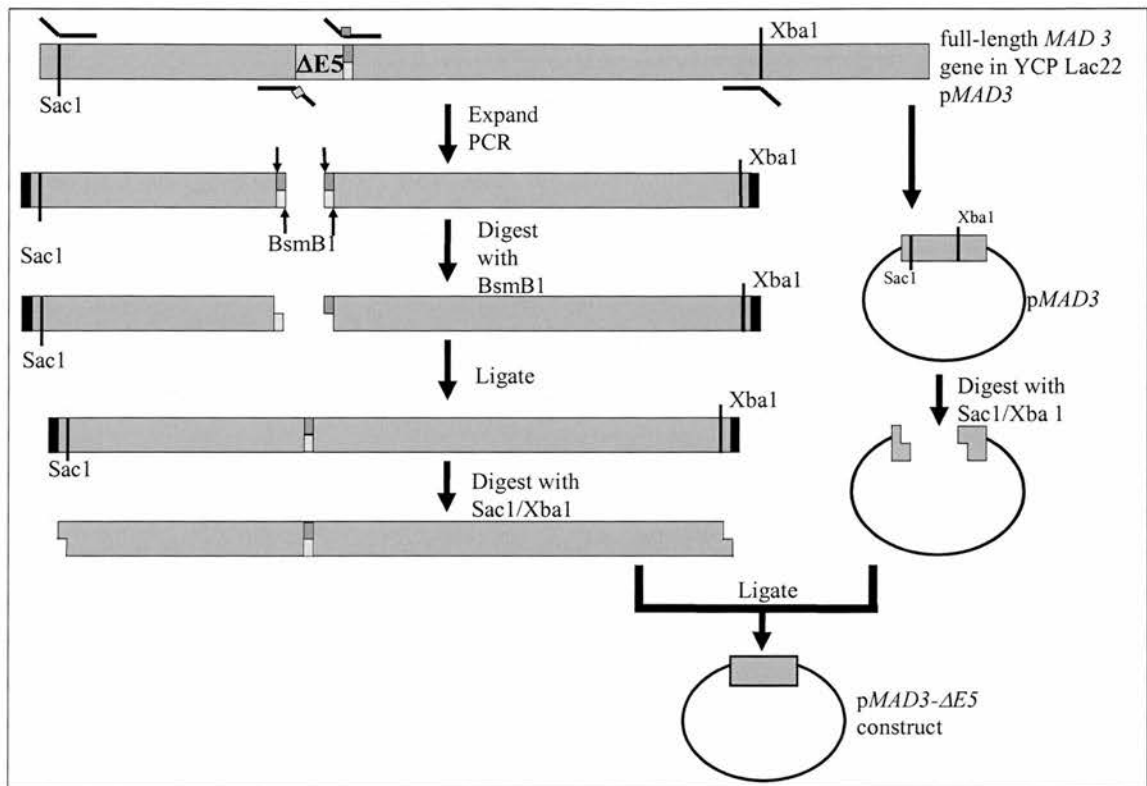 Xba1
full-length MAD 3
gene in YCP Lac22
pMAD3
ΔE5
Sac1
Expand
PCR
Xba1
BsmB1
Sac1
Digest
with
BsmB1
Xba1
Sac1
pMAD3
Xba1
Sac1
Ligate
Digest with
Sac1/Xba 1
Xba1
Sac1
Digest with
Sac1/Xba1
Ligate
pMAD3-ΔE5
construct